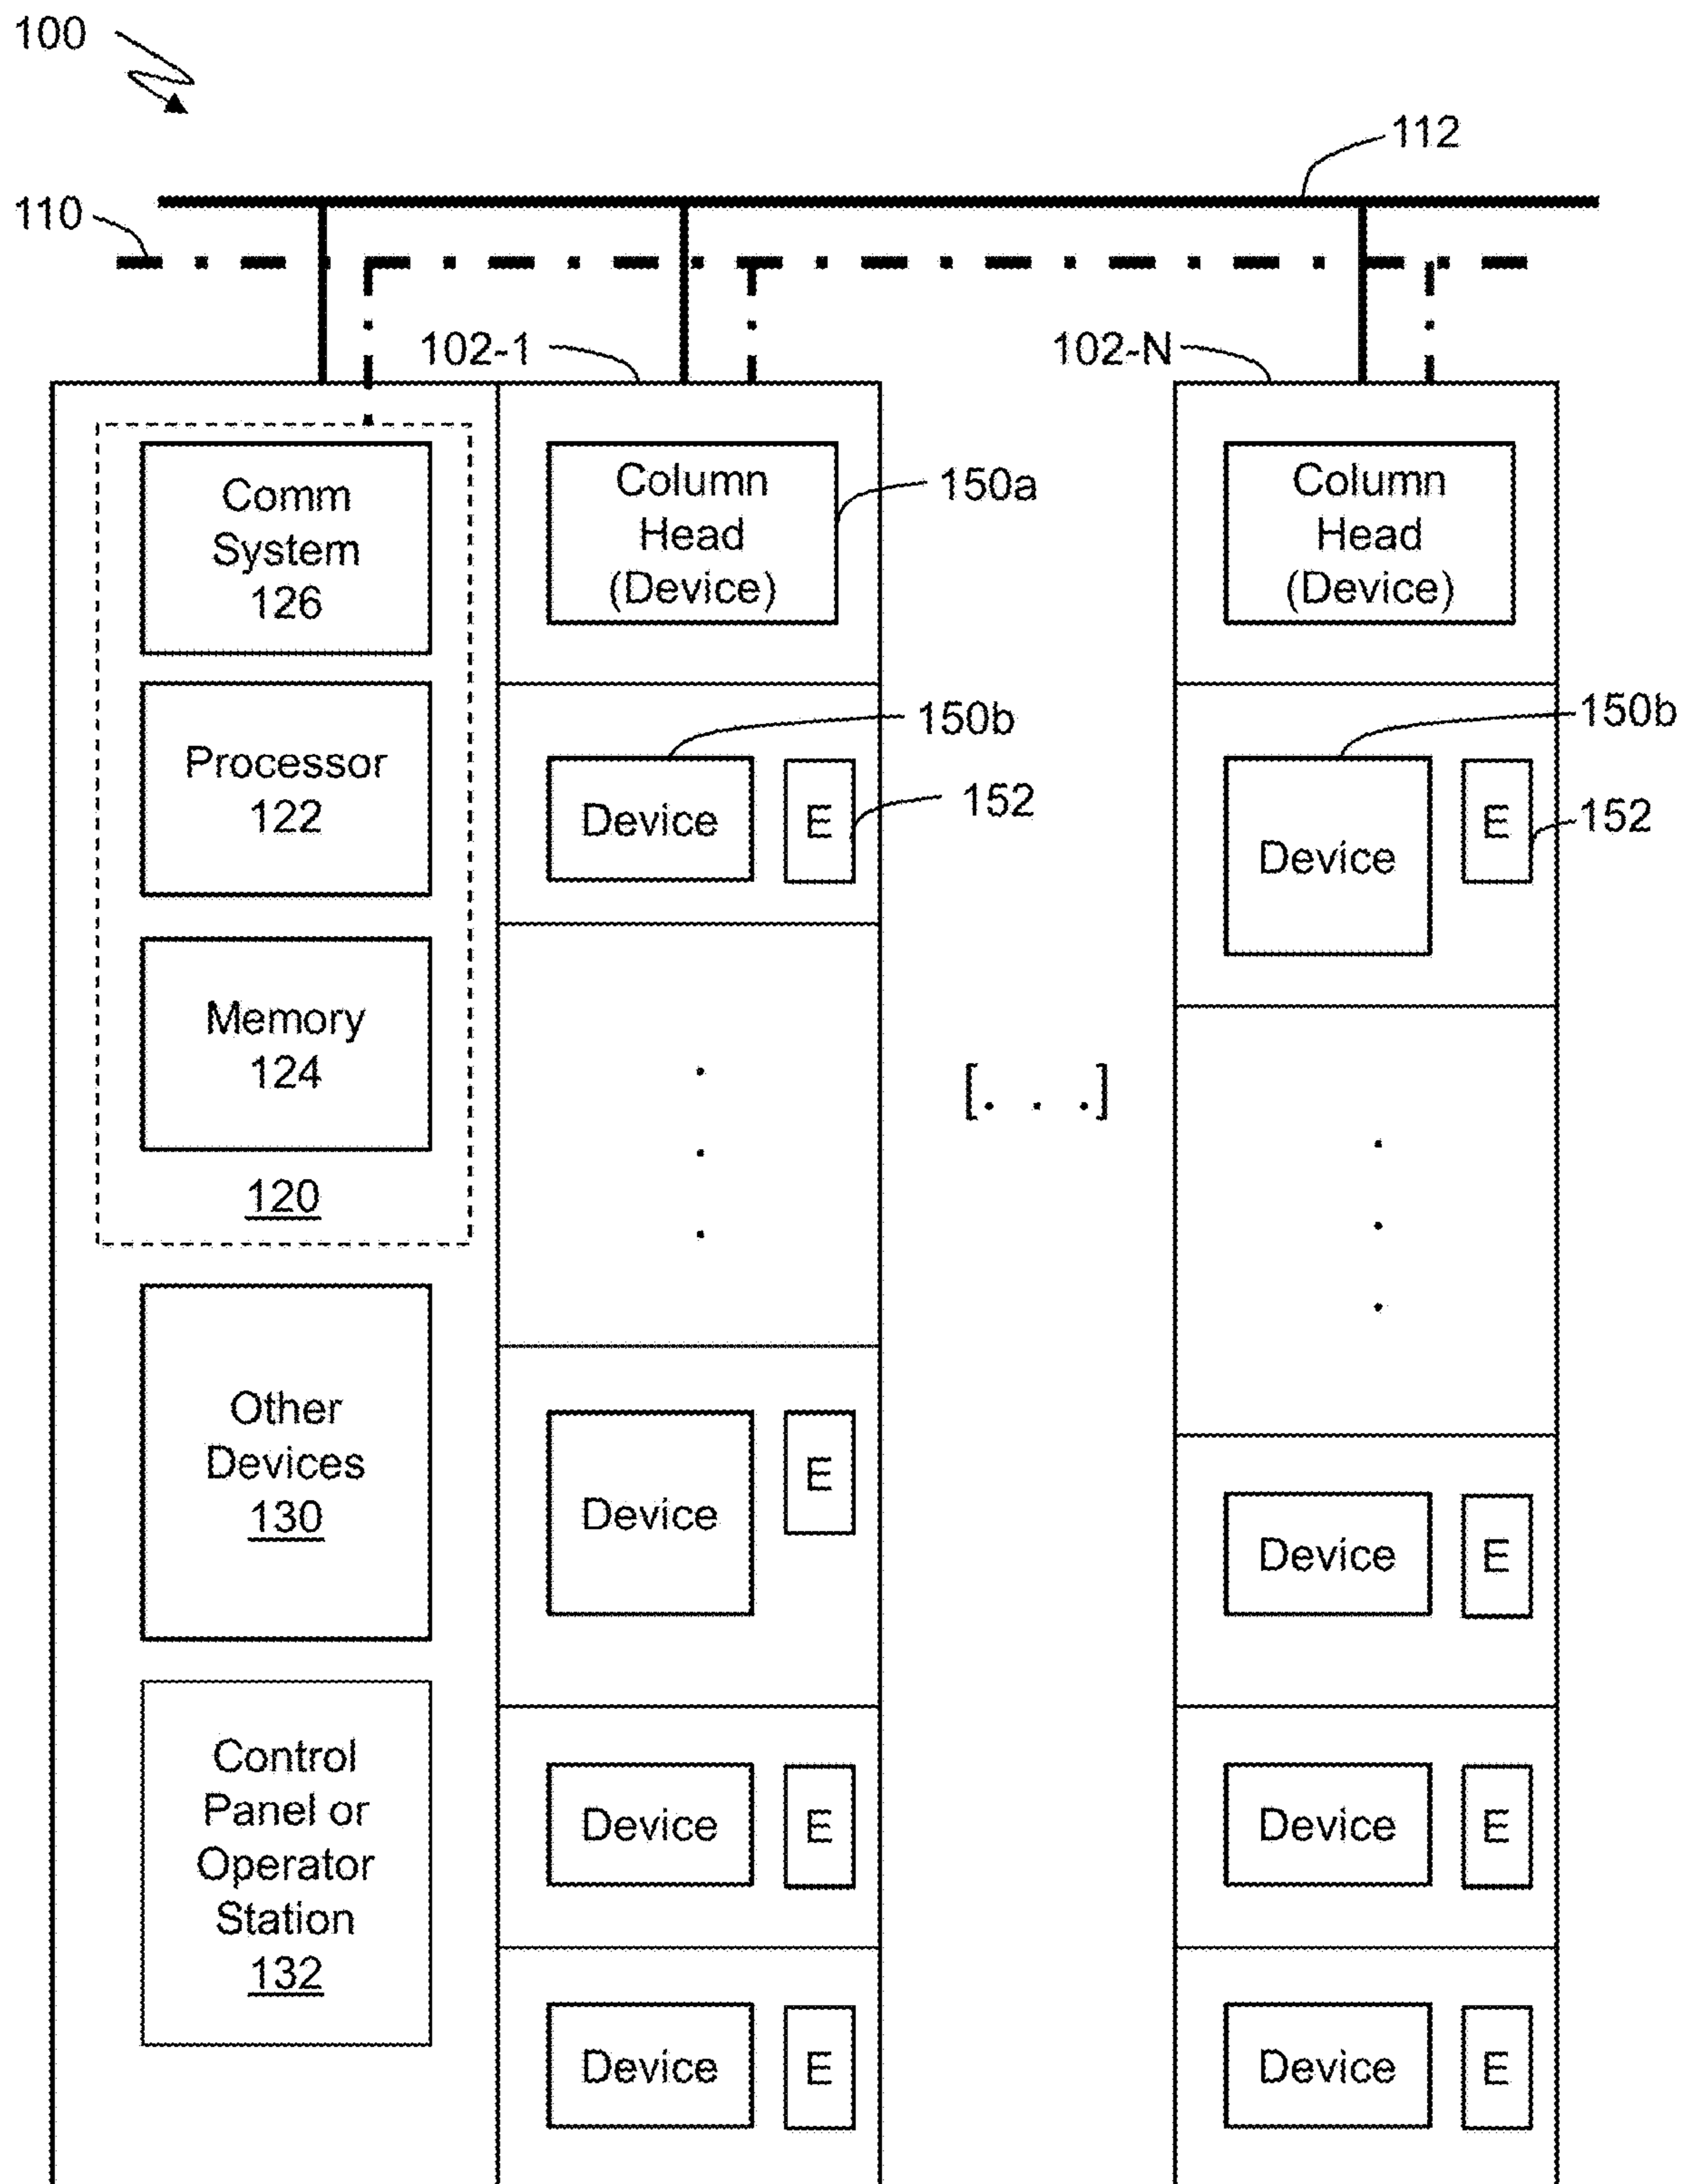 100
112
110
102-1
102-N
Comm
System
126
Processor
122
Memory
124
120
Other
Devices
130
Control
Panel or
Operator
Station
132
Column
Head
(Device)
150a
150b
Device
E
152
.
.
.
Device
E
Device
E
Device
E
[. . .]
Column
Head
(Device)
150b
Device
E
152
.
.
.
Device
E
Device
E
Device
E